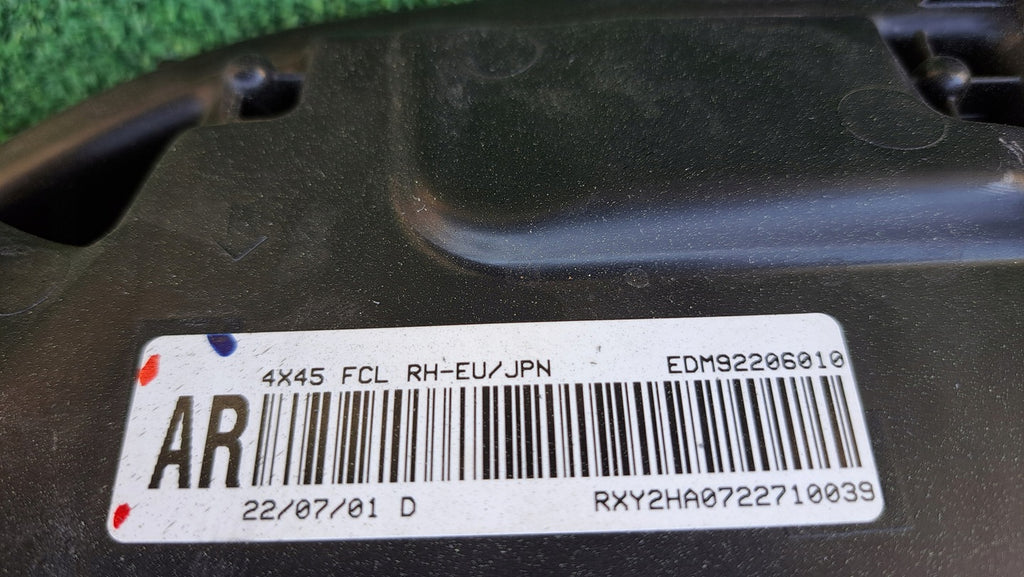 4X45 FCL RH-EU/JPN EDM92206010
AR
22/07/01 D RXY2HA0722710039